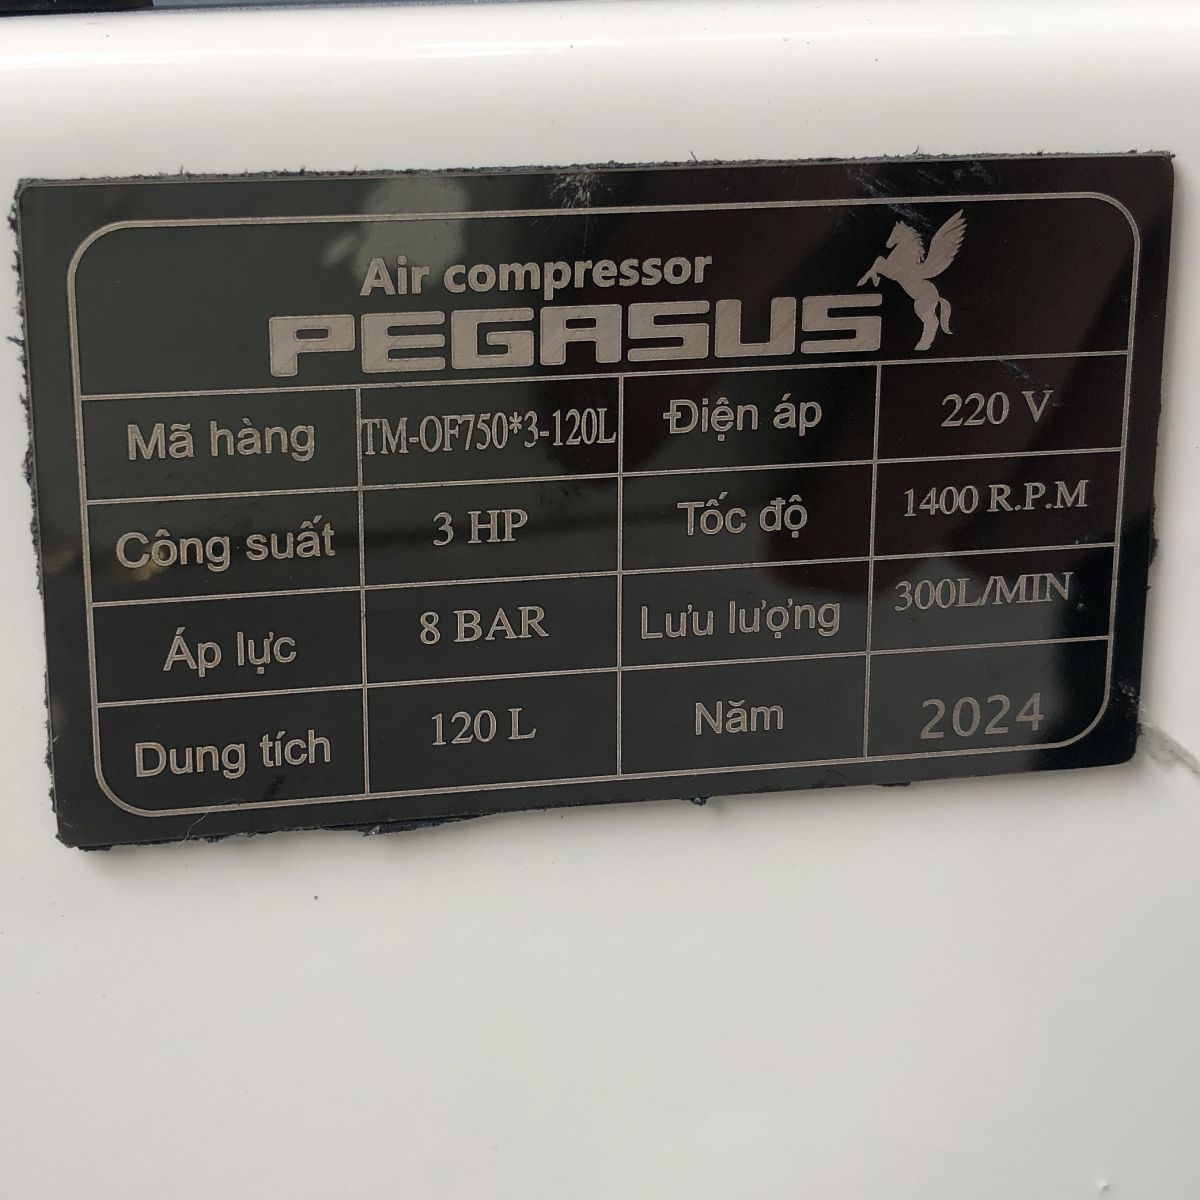 Air compressor
PEGASUS
Mã hàng TM-OF750*3-120L Điện áp 220 V
Công suất 3 HP Tốc độ 1400 R.P.M
Áp lực 8 BAR Lưu lượng 300L/MIN
Dung tích 120 L Năm 2024